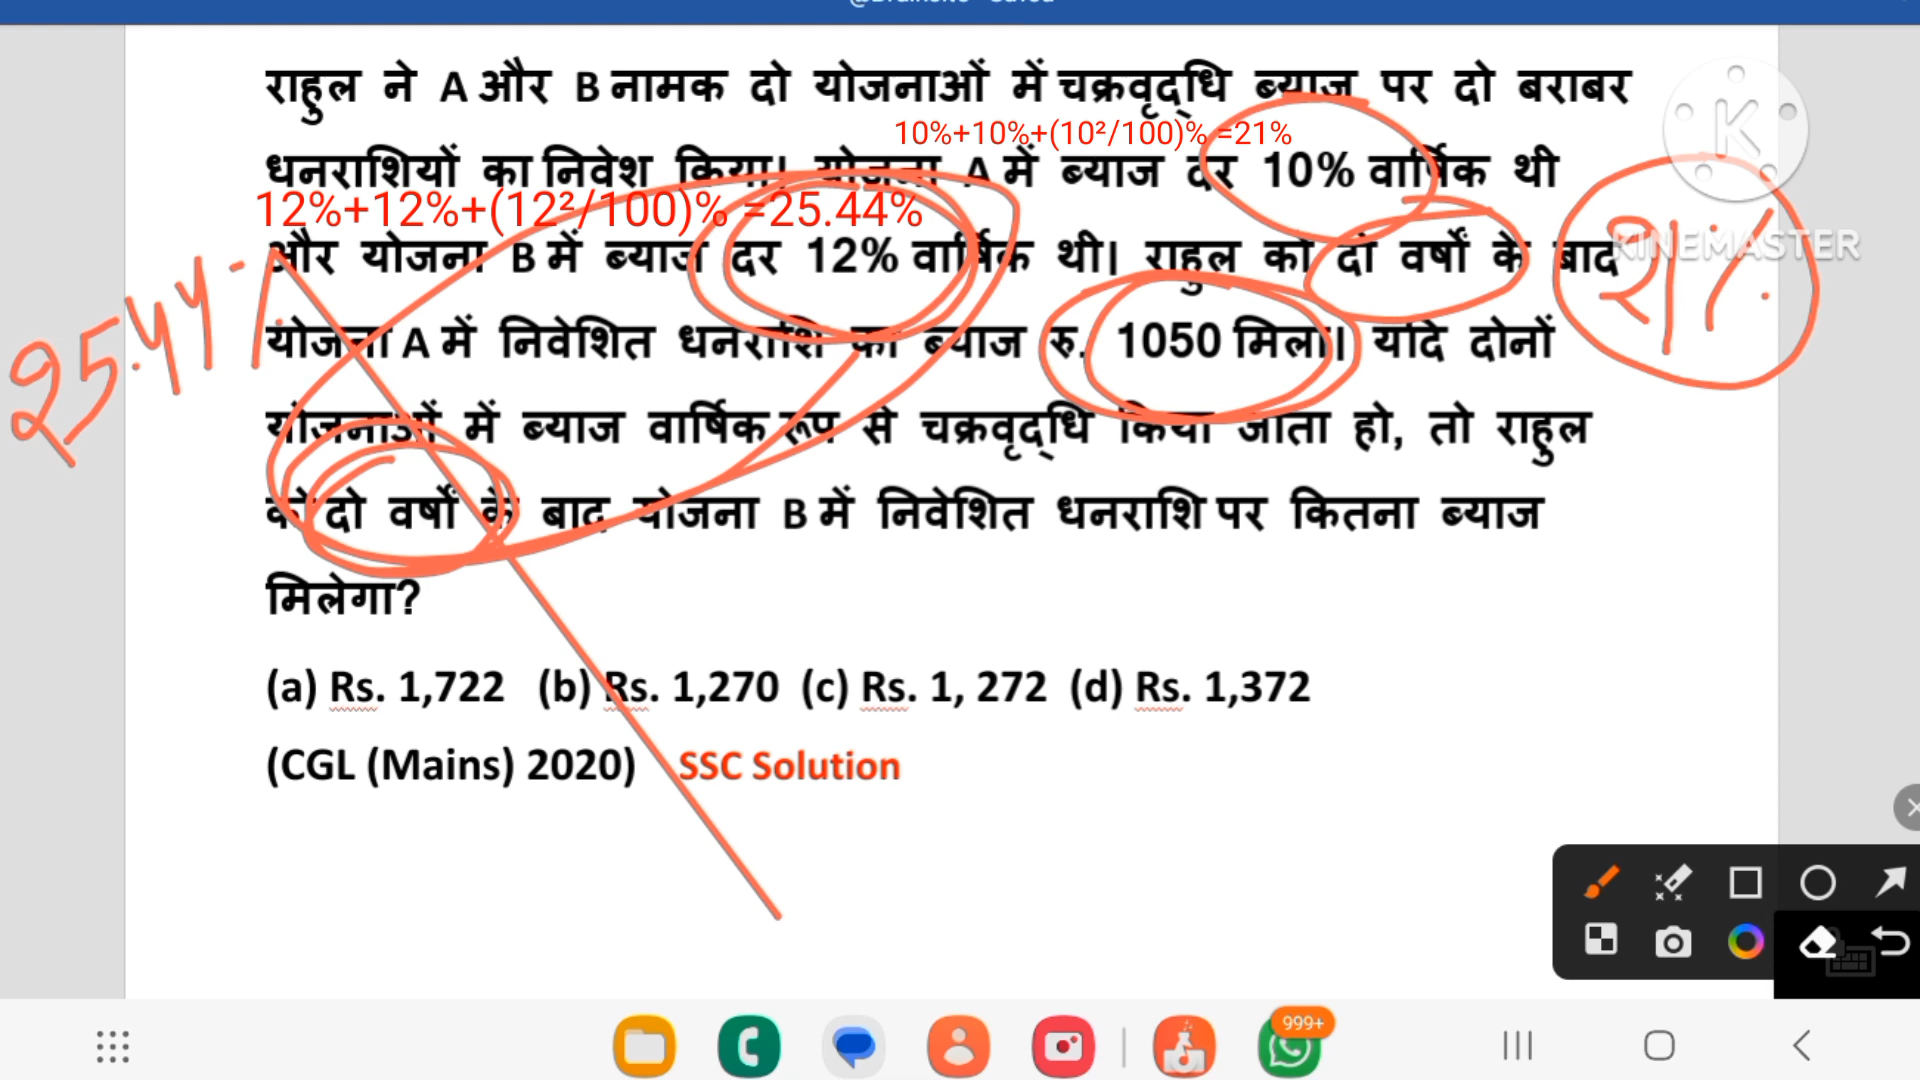 राहुल ने A और B नामक दो योजनाओं में चक्रवृद्धि ब्याज पर दो बराबर
10%+10%+(10²/100)% =21%
धनराशियों का निवेश किया। योजना A में ब्याज दर 10% वार्षिक थी
12%+12%+(12²/100)% =25.44%
और योजना B में ब्याज दर 12% वार्षिक थी। राहुल को दो वर्षों के बाद
KINEMASTER
21%
25.44%
योजना A में निवेशित धनराशि का ब्याज रु. 1050 मिला। यदि दोनों
योजनाओं में ब्याज वार्षिक रूप से चक्रवृद्धि किया जाता हो, तो राहुल
को दो वर्षों के बाद योजना B में निवेशित धनराशि पर कितना ब्याज
मिलेगा?
(a) Rs. 1,722 (b) Rs. 1,270 (c) Rs. 1, 272 (d) Rs. 1,372
(CGL (Mains) 2020) SSC Solution
999+